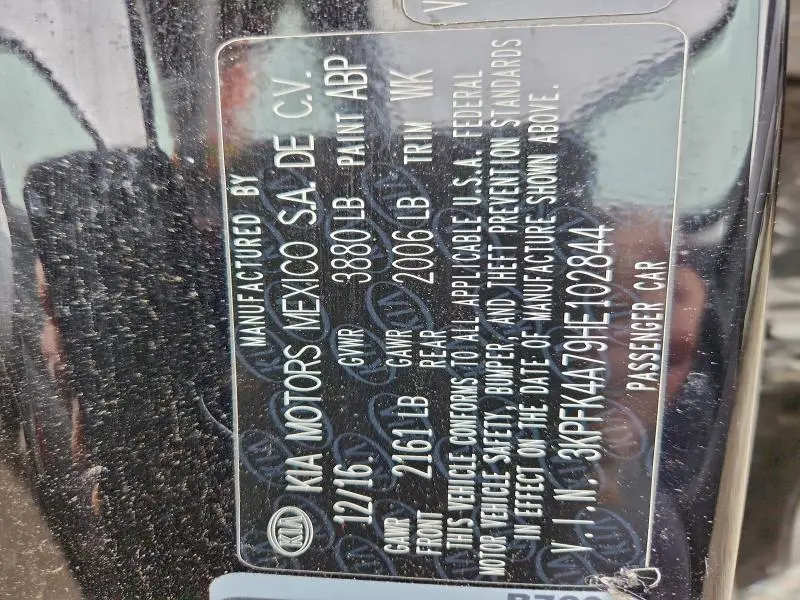 MANUFACTURED BY
KIA KIA MOTORS MEXICO S.A. DE C.V.
12/16 GVWR 3880 LB PAINT ABP
GAWR FRONT 2161 LB GAWR REAR 2006 LB TRIM WK
THIS VEHICLE CONFORMS TO ALL APPLICABLE U.S.A. FEDERAL
MOTOR VEHICLE SAFETY, BUMPER, AND THEFT PREVENTION STANDARDS
IN EFFECT ON THE DATE OF MANUFACTURE SHOWN ABOVE.
V.I.N. 3KPFK4A79HE102844
PASSENGER CAR